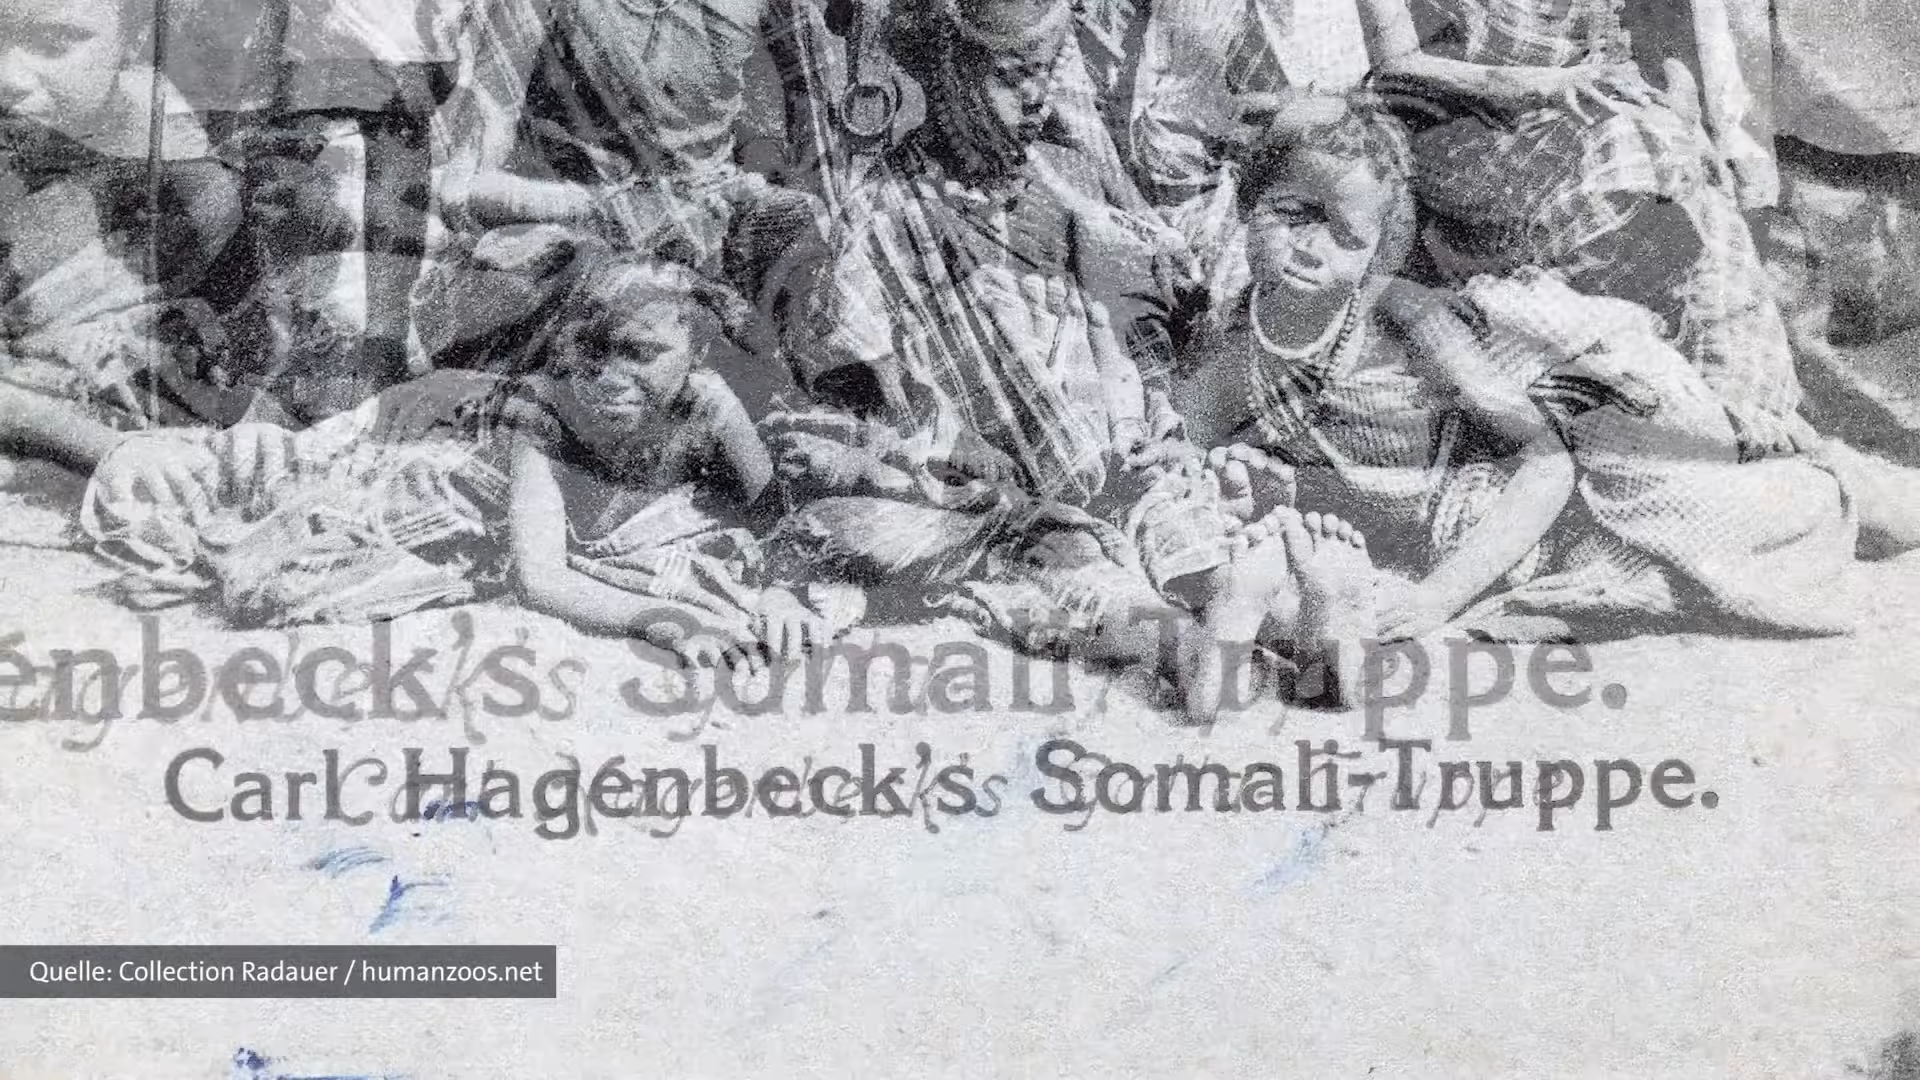 enbeck's Somali-Truppe.
Carl Hagenbeck's Somali-Truppe.
Quelle: Collection Radauer / humanzoos.net